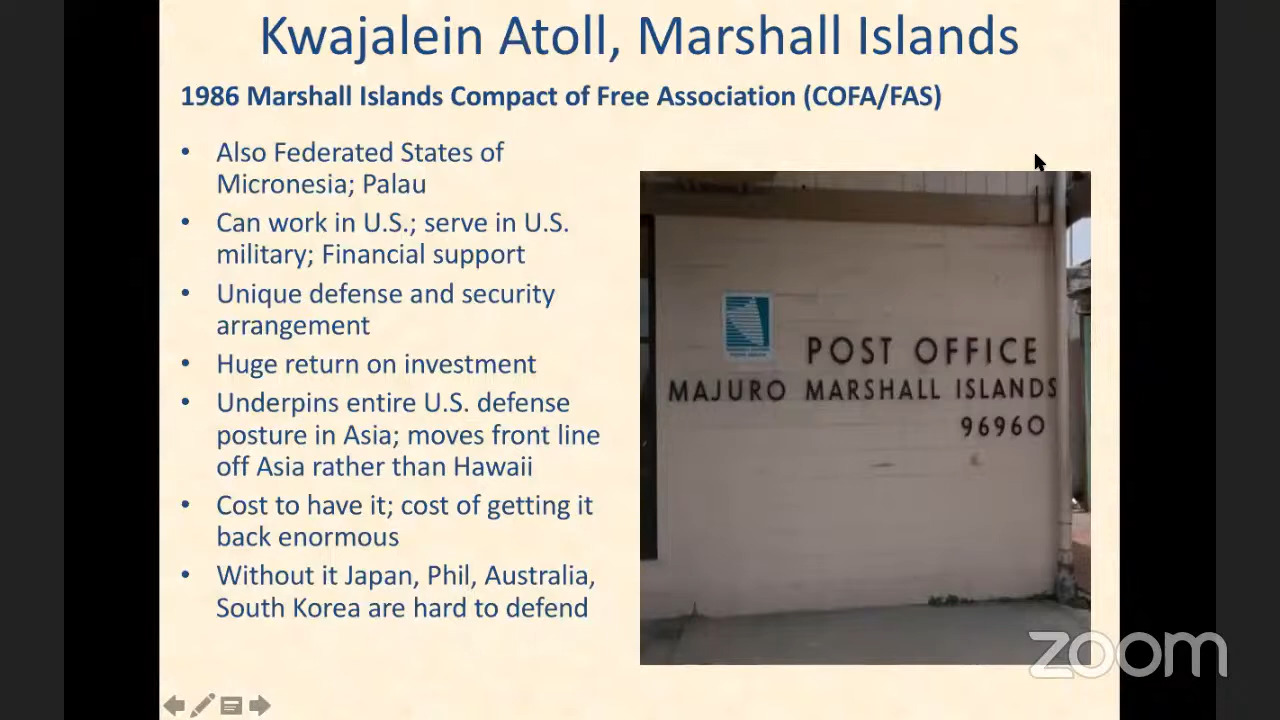 Kwajalein Atoll, Marshall Islands
1986 Marshall Islands Compact of Free Association (COFA/FAS)
• Also Federated States of
Micronesia; Palau
• Can work in U.S.; serve in U.S.
military; Financial support
• Unique defense and security
arrangement
• Huge return on investment
• Underpins entire U.S. defense
posture in Asia; moves front line
off Asia rather than Hawaii
• Cost to have it; cost of getting it
back enormous
• Without it Japan, Phil, Australia,
South Korea are hard to defend
POST OFFICE
MAJURO MARSHALL ISLANDS
96960
zoom